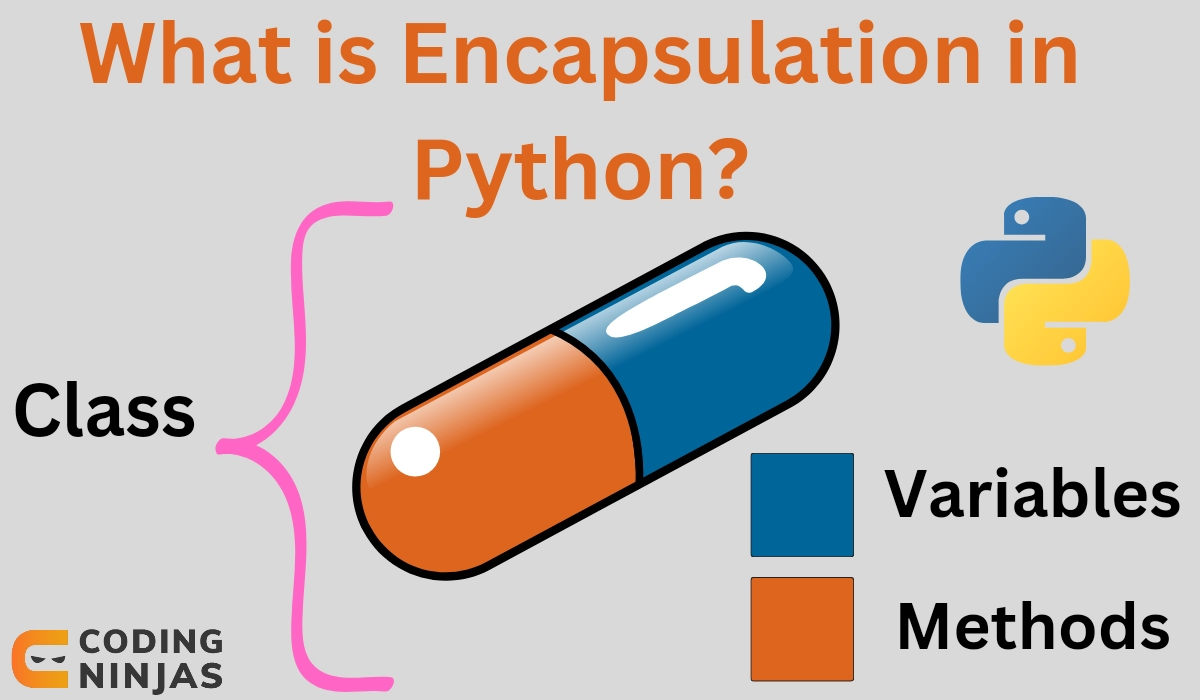 What is Encapsulation in
Python?
Class
Variables
Methods
CODING
NINJAS